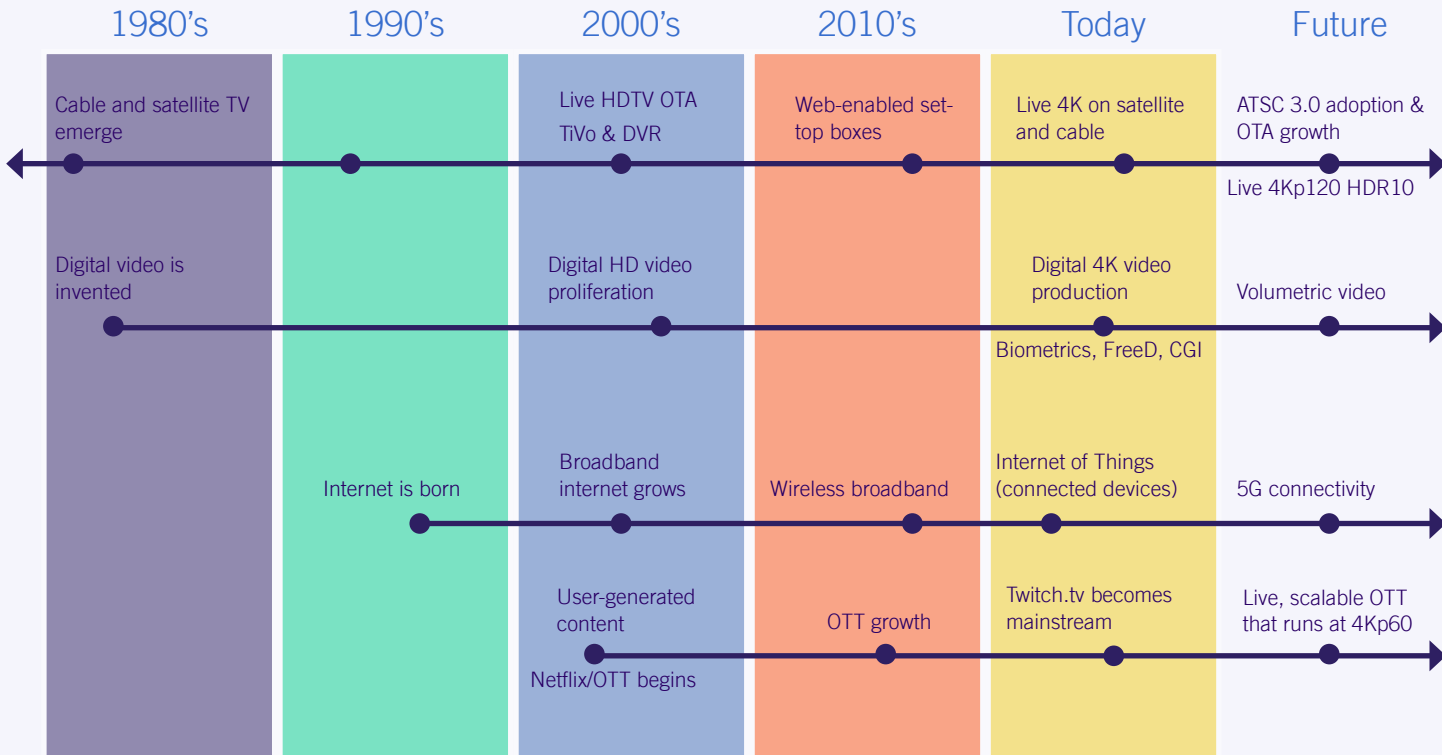 1980's
1990's
2000's
2010's
Today
Future
Cable and satellite TV
emerge
Live HDTV OTA
TiVo & DVR
Web-enabled set-
top boxes
Live 4K on satellite
and cable
ATSC 3.0 adoption &
OTA growth
Live 4Kp120 HDR10
Digital video is
invented
Digital HD video
proliferation
Digital 4K video
production
Biometrics, FreeD, CGI
Volumetric video
Internet is born
Broadband
internet grows
Wireless broadband
Internet of Things
(connected devices)
5G connectivity
User-generated
content
Netflix/OTT begins
OTT growth
Twitch.tv becomes
mainstream
Live, scalable OTT
that runs at 4Kp60